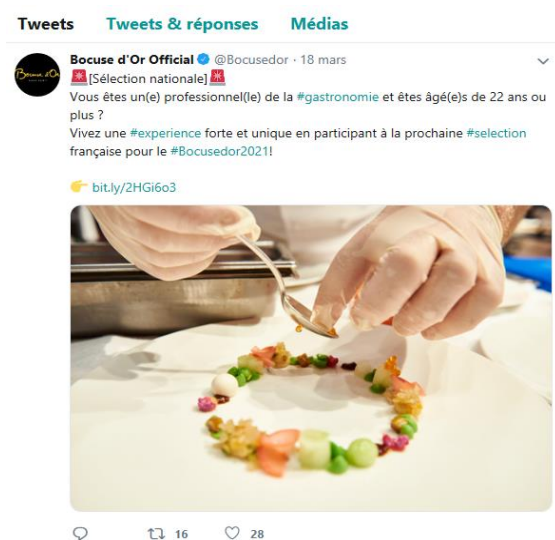 Tweets Tweets & réponses Médias
Bocuse d'Or Official @Bocusedor · 18 mars
🚨[Sélection nationale]🚨
Vous êtes un(e) professionnel(le) de la #gastronomie et êtes âgé(e)s de 22 ans ou
plus ?
Vivez une #experience forte et unique en participant à la prochaine #selection
française pour le #Bocusedor2021!
👉 bit.ly/2HGi6o3
16 28